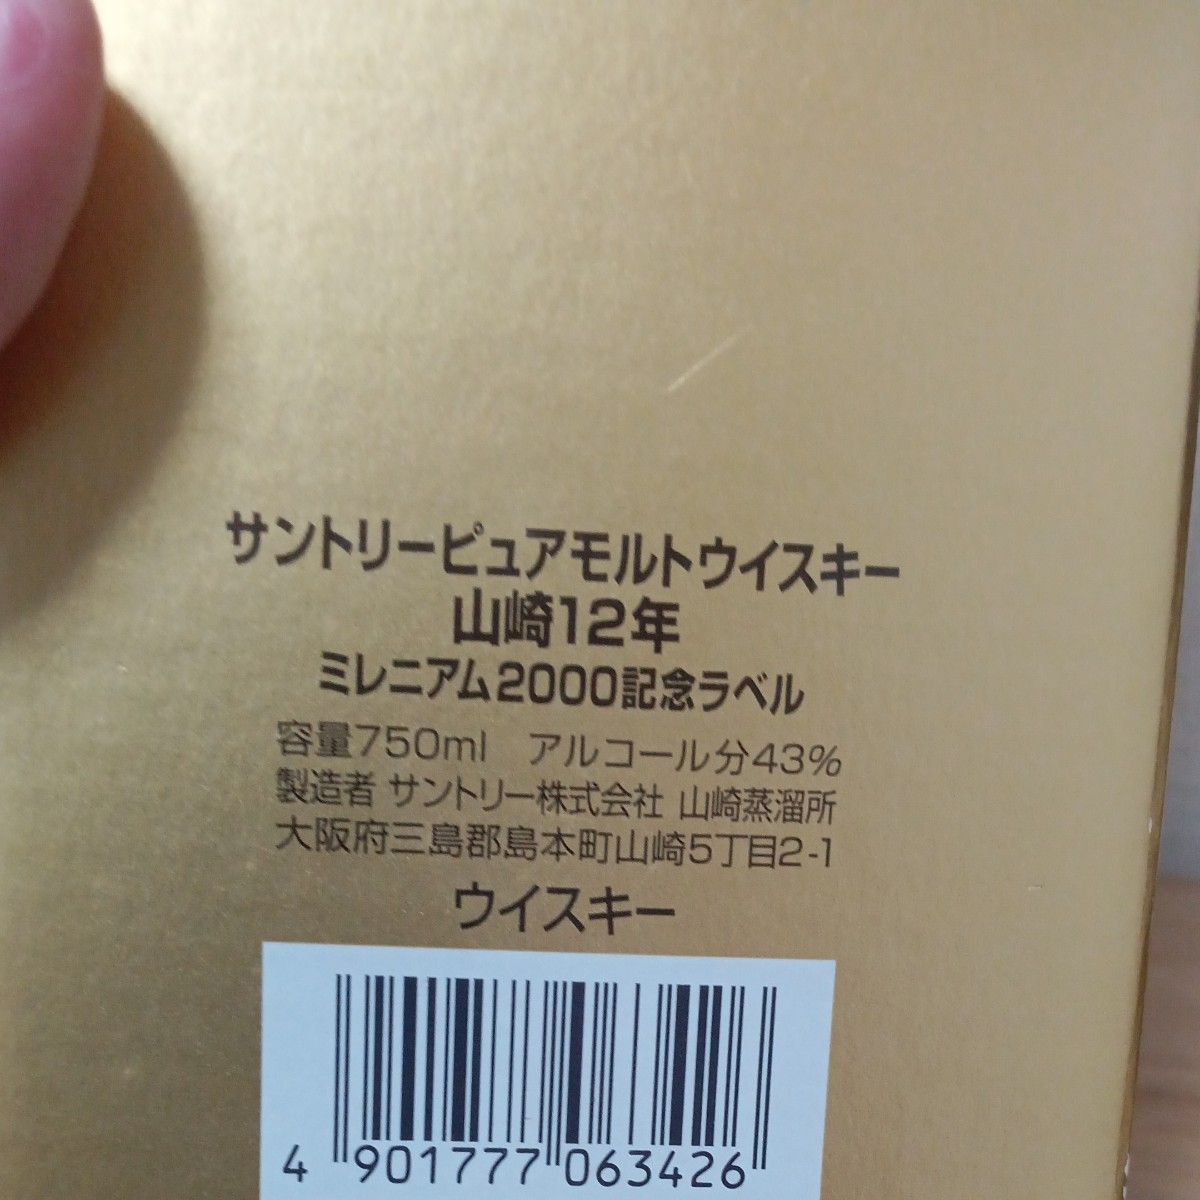 サントリーピュアモルトウイスキー
山崎12年
ミレニアム2000記念ラベル
容量750ml　アルコール分43%
製造者 サントリー株式会社 山崎蒸溜所
大阪府三島郡島本町山崎5丁目2-1
ウイスキー
4 901777 063426